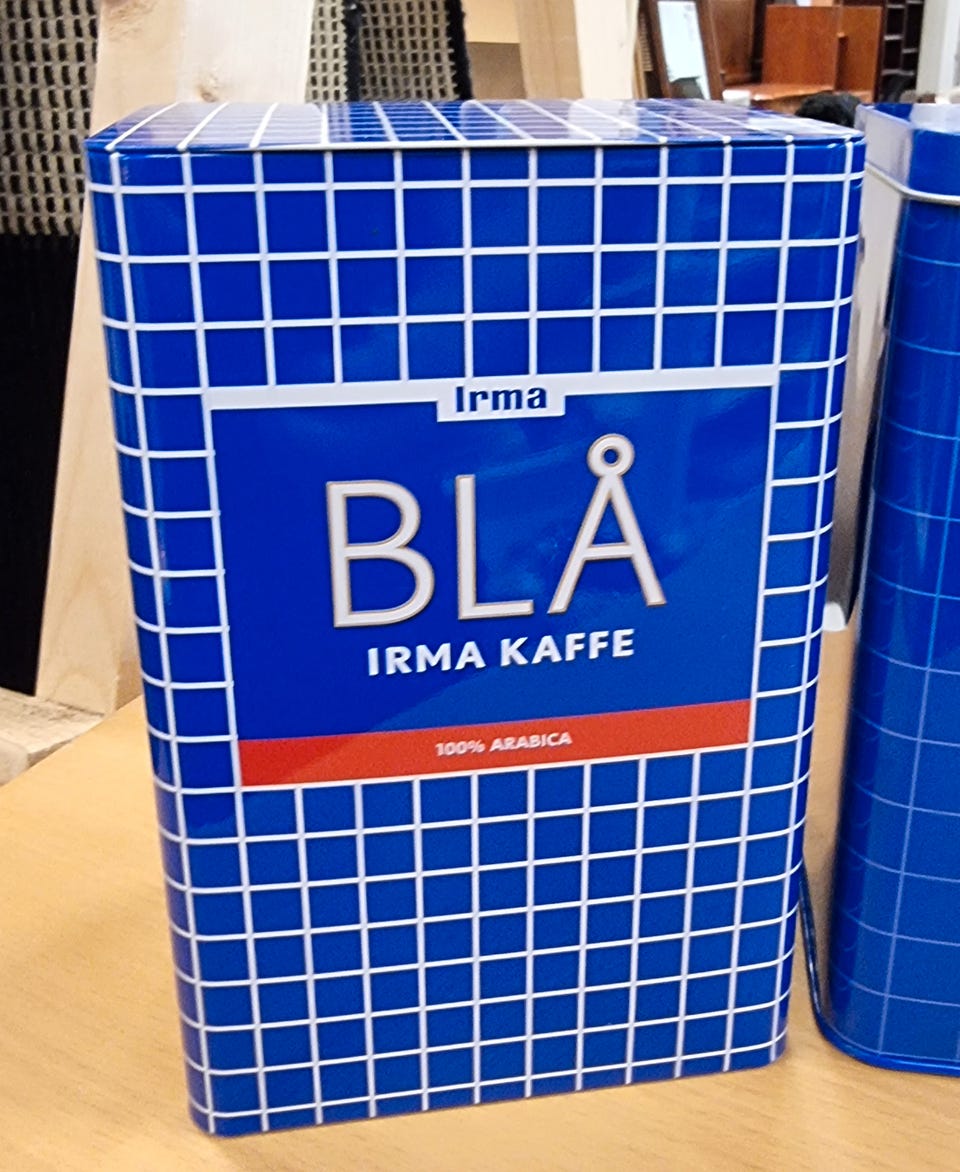 Irma
BLÅ
IRMA KAFFE
100% ARABICA